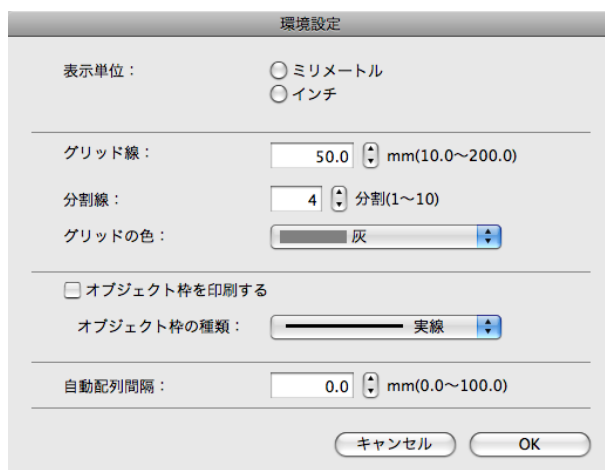 環境設定
表示単位：
ミリメートル
インチ
グリッド線： 50.0 mm(10.0〜200.0)
分割線： 4 分割(1〜10)
グリッドの色： 灰
オブジェクト枠を印刷する
オブジェクト枠の種類： 実線
自動配列間隔： 0.0 mm(0.0〜100.0)
キャンセル OK